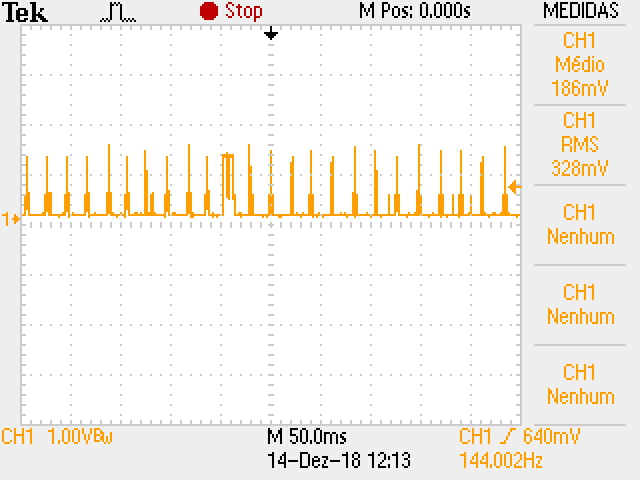 Tek Stop M Pos: 0.000s MEDIDAS
CH1
Médio
186mV
CH1
RMS
328mV
CH1
Nenhum
CH1
Nenhum
CH1
Nenhum
1
CH1 1.00VBw M 50.0ms CH1 640mV
14-Dez-18 12:13 144.002Hz